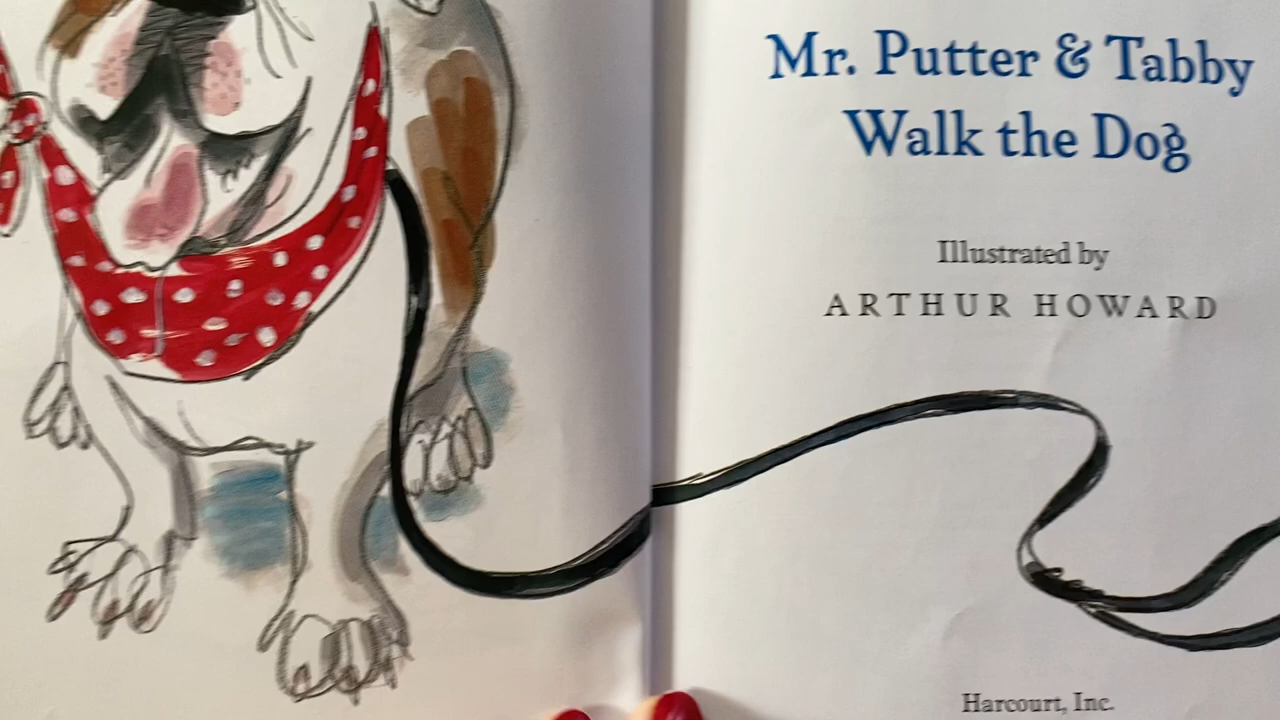 Mr. Putter & Tabby
Walk the Dog
Illustrated by
ARTHUR HOWARD
Harcourt, Inc.